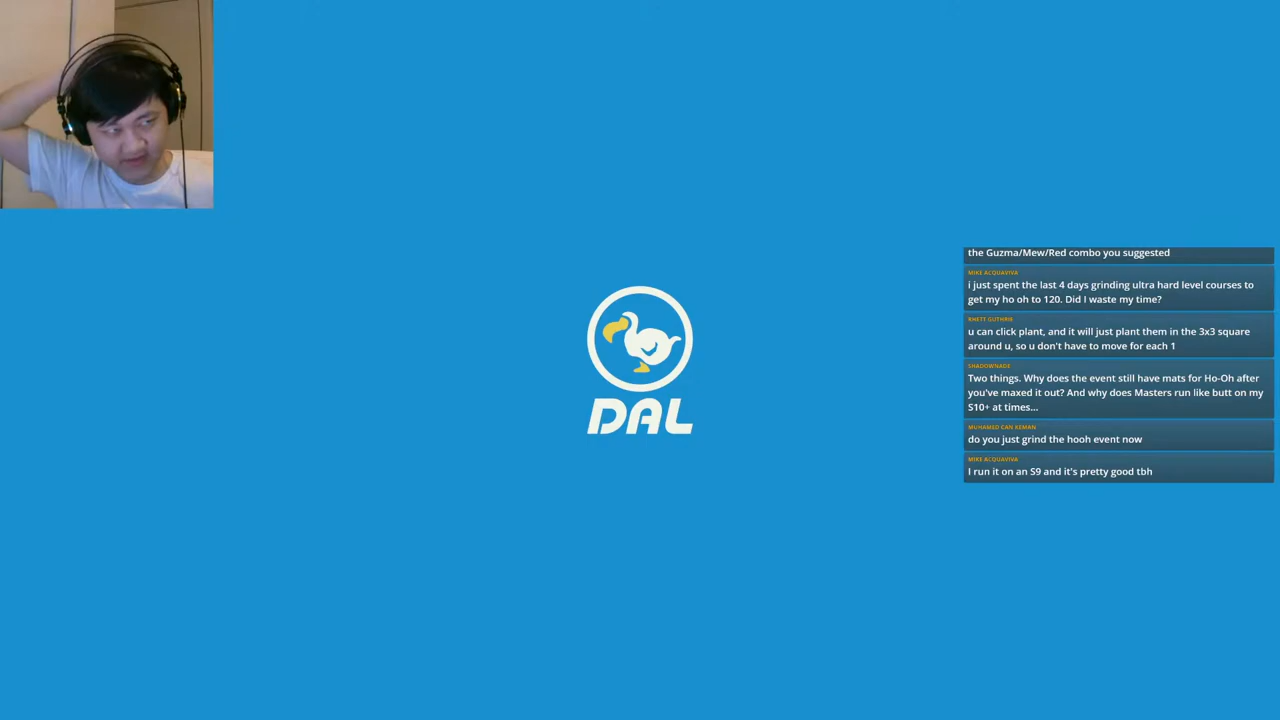 the Guzma/Mew/Red combo you suggested
MIKE ACQUAVIVA
i just spent the last 4 days grinding ultra hard level courses to
get my ho oh to 120. Did I waste my time?
RHETT GUTHRIE
u can click plant, and it will just plant them in the 3x3 square
around u, so u don't have to move for each 1
SHADOWNADE
Two things. Why does the event still have mats for Ho-Oh after
you've maxed it out? And why does Masters run like butt on my
S10+ at times...
MUHAMED CAN KEMAN
do you just grind the hooh event now
MIKE ACQUAVIVA
I run it on an S9 and it's pretty good tbh
DAL